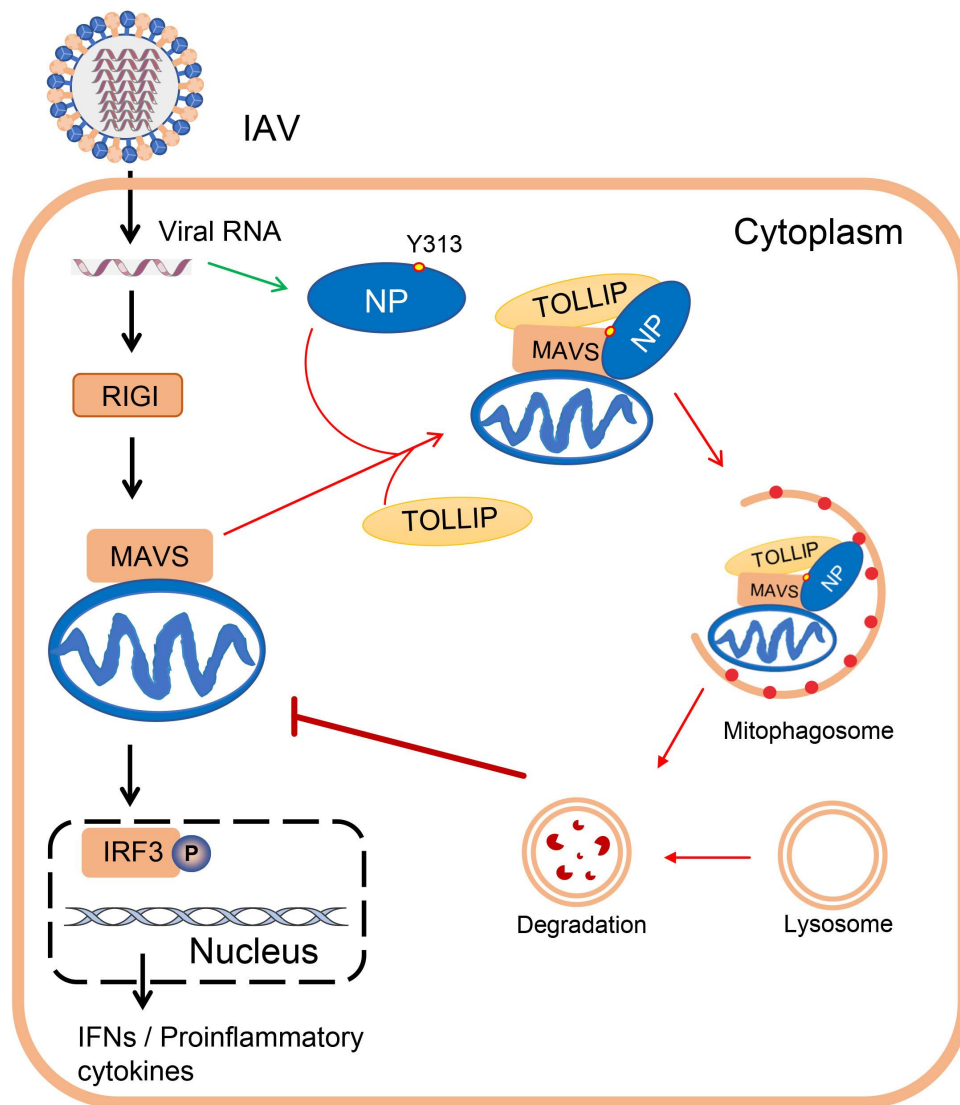 IAV
Cytoplasm
Viral RNA
Y313
NP
TOLLIP
MAVS
NP
RIGI
TOLLIP
MAVS
TOLLIP
MAVS
NP
Mitophagosome
IRF3
P
Nucleus
Degradation
Lysosome
IFNs / Proinflammatory
cytokines